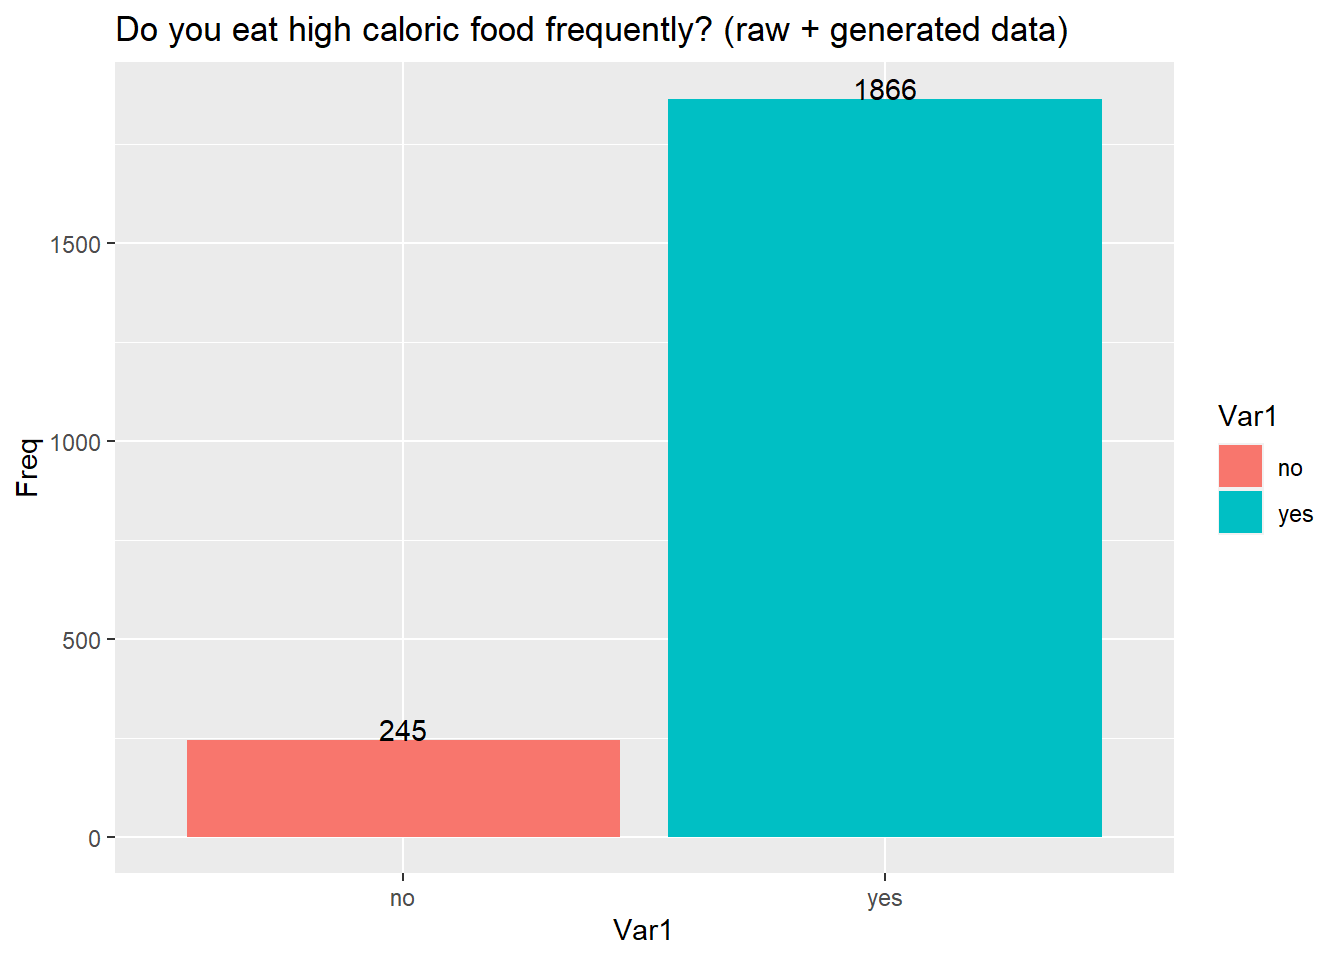 Do you eat high caloric food frequently? (raw + generated data)
1866
245
1500
1000
500
0
Freq
no
yes
Var1
Var1
no
yes